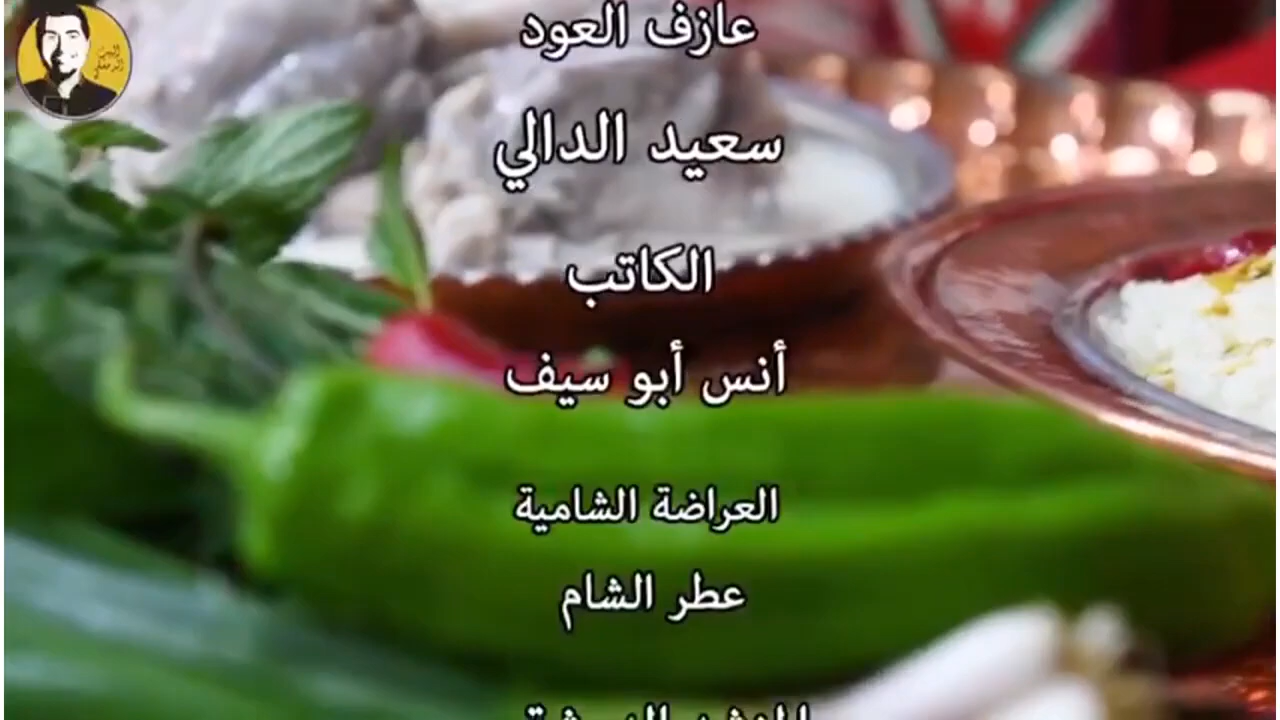 عازف العود
سعيد الدالي
الكاتب
أنس أبو سيف
العراضة الشامية
عطر الشام